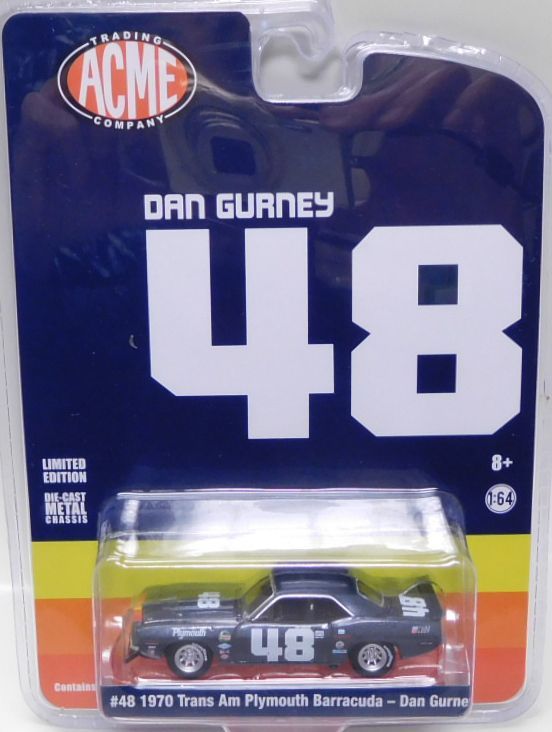 TRADING
ACME
COMPANY
DAN GURNEY
48
LIMITED
EDITION
8+
DIE-CAST
METAL
CHASSIS
1:64
48
48
Plymouth
48
Contains
#48 1970 Trans Am Plymouth Barracuda – Dan Gurne